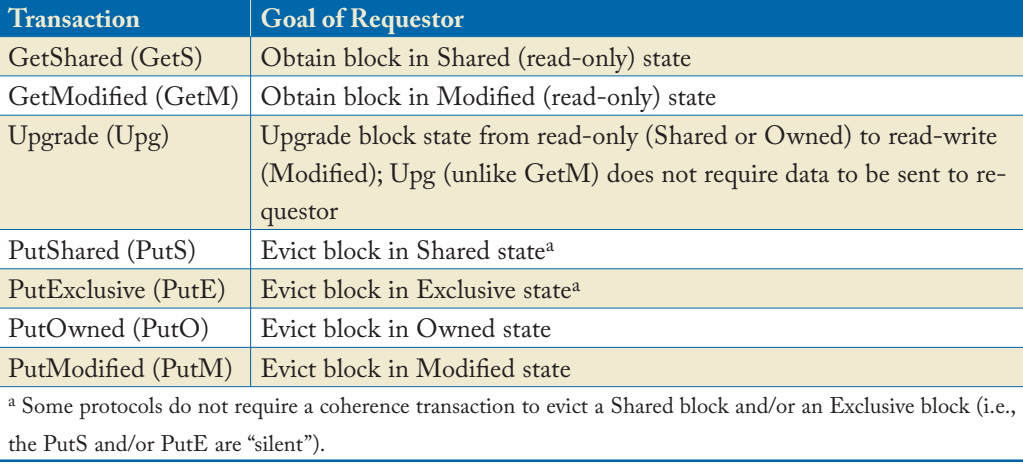 Transaction Goal of Requestor
GetShared (GetS) Obtain block in Shared (read-only) state
GetModified (GetM) Obtain block in Modified (read-only) state
Upgrade (Upg) Upgrade block state from read-only (Shared or Owned) to read-write
(Modified); Upg (unlike GetM) does not require data to be sent to re-
questor
PutShared (PutS) Evict block in Shared stateᵃ
PutExclusive (PutE) Evict block in Exclusive stateᵃ
PutOwned (PutO) Evict block in Owned state
PutModified (PutM) Evict block in Modified state
ᵃ Some protocols do not require a coherence transaction to evict a Shared block and/or an Exclusive block (i.e.,
the PutS and/or PutE are “silent”).